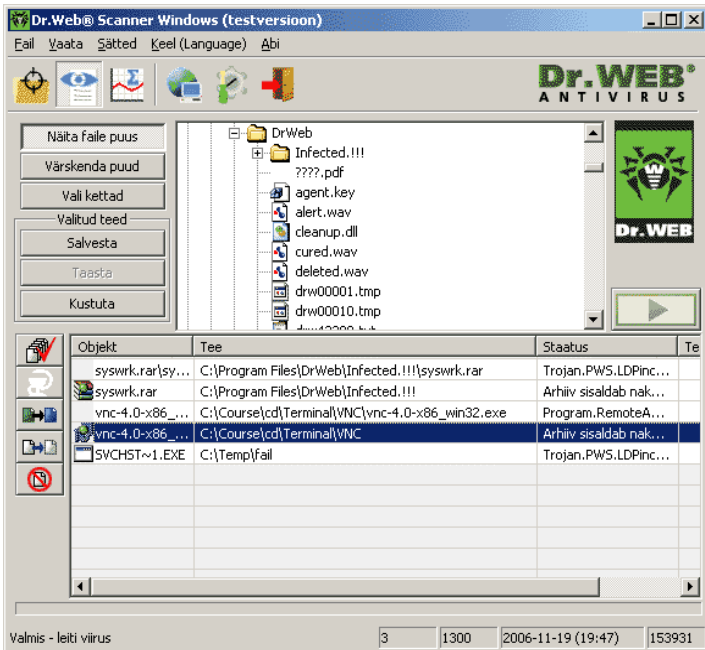 Dr.Web® Scanner Windows (testversioon)
Fail Vaata Sätted Keel (Language) Abi
Dr.WEB®
ANTIVIRUS
Näita faile puus
Värskenda puud
Vali kettad
Valitud teed
Salvesta
Taasta
Kustuta
DrWeb
Infected.!!!
????.pdf
agent.key
alert.wav
cleanup.dll
cured.wav
deleted.wav
drw00001.tmp
drw00010.tmp
Dr.WEB
Objekt Tee Staatus Te
syswrk.rar\sy... C:\Program Files\DrWeb\Infected.!!!\syswrk.rar Trojan.PWS.LDPinc...
syswrk.rar C:\Program Files\DrWeb\Infected.!!! Arhiiv sisaldab nak...
vnc-4.0-x86_... C:\Course\cd\Terminal\VNC\vnc-4.0-x86_win32.exe Program.RemoteA...
vnc-4.0-x86_... C:\Course\cd\Terminal\VNC Arhiiv sisaldab nak...
SVCHST~1.EXE C:\Temp\fail Trojan.PWS.LDPinc...
Valmis - leiti viirus 3 1300 2006-11-19 (19:47) 153931